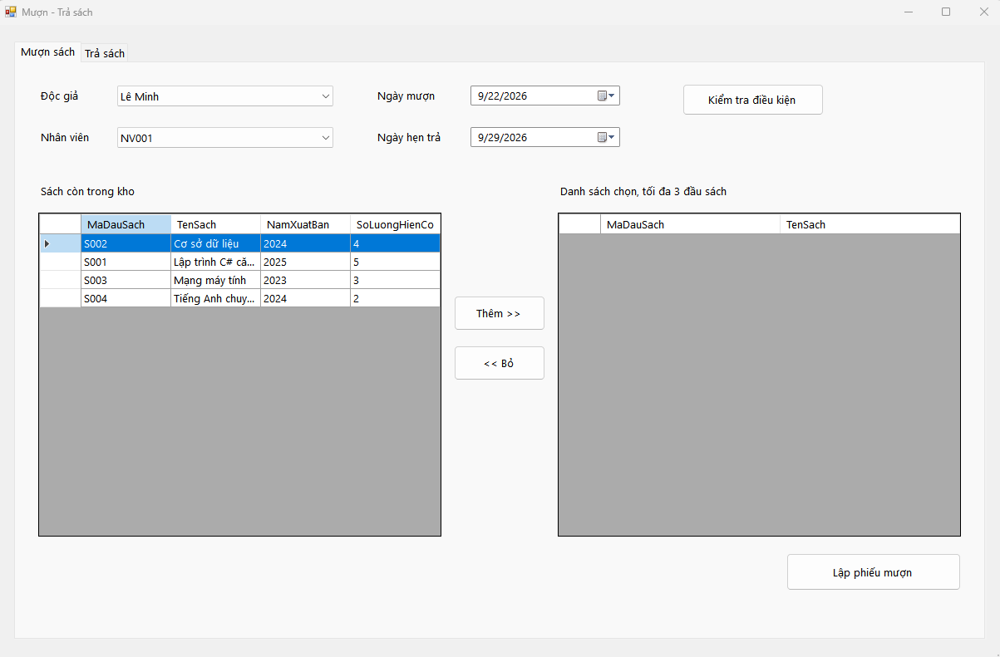 Mượn - Trả sách
Mượn sách
Trả sách
Độc giả
Lê Minh
Ngày mượn
9/22/2026
Kiểm tra điều kiện
Nhân viên
NV001
Ngày hẹn trả
9/29/2026
Sách còn trong kho
Danh sách chọn, tối đa 3 đầu sách
MaDauSach TenSach NamXuatBan SoLuongHienCo
S002 Cơ sở dữ liệu 2024 4
S001 Lập trình C# că... 2025 5
S003 Mạng máy tính 2023 3
S004 Tiếng Anh chuy... 2024 2
Thêm >>
<< Bỏ
MaDauSach TenSach
Lập phiếu mượn